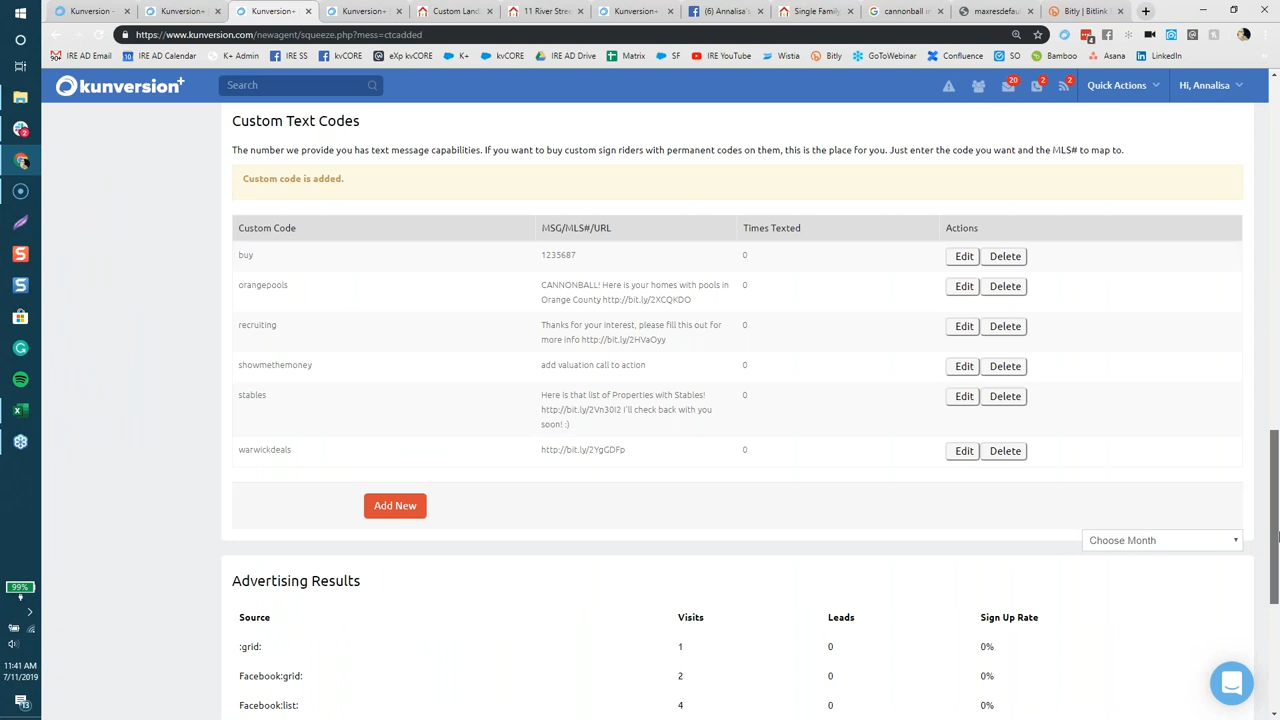 Kunversion -
Kunversion+
Kunversion+
Kunversion+
Custom Land
11 River Stree
Kunversion+
(6) Annalisa's
Single Family
cannonball in
maxresdefau
Bitly | Bitlink
https://www.kunversion.com/newagent/squeeze.php?mess=ctcadded
IRE AD Email
IRE AD Calendar
K+ Admin
IRE SS
kvCORE
eXp kvCORE
K+
kvCORE
IRE AD Drive
Matrix
SF
IRE YouTube
Wistia
Bitly
GoToWebinar
Confluence
SO
Bamboo
Asana
LinkedIn
kunversion+
Search
20
2
2
Quick Actions
Hi, Annalisa
Custom Text Codes
The number we provide you has text message capabilities. If you want to buy custom sign riders with permanent codes on them, this is the place for you. Just enter the code you want and the MLS# to map to.
Custom code is added.
Custom Code MSG/MLS#/URL Times Texted Actions
buy 1235687 0 Edit Delete
orangepools CANNONBALL! Here is your homes with pools in 0 Edit Delete
Orange County http://bit.ly/2XCQKDO
recruiting Thanks for your interest, please fill this out for 0 Edit Delete
more info http://bit.ly/2HVaOyy
showmethemoney add valuation call to action 0 Edit Delete
stables Here is that list of Properties with Stables! 0 Edit Delete
http://bit.ly/2Vn30I2 I'll check back with you
soon! :)
warwickdeals http://bit.ly/2YgGDFp 0 Edit Delete
Add New
Choose Month
Advertising Results
Source Visits Leads Sign Up Rate
:grid: 1 0 0%
Facebook:grid: 2 0 0%
Facebook:list: 4 0 0%
99%
11:41 AM
7/11/2019